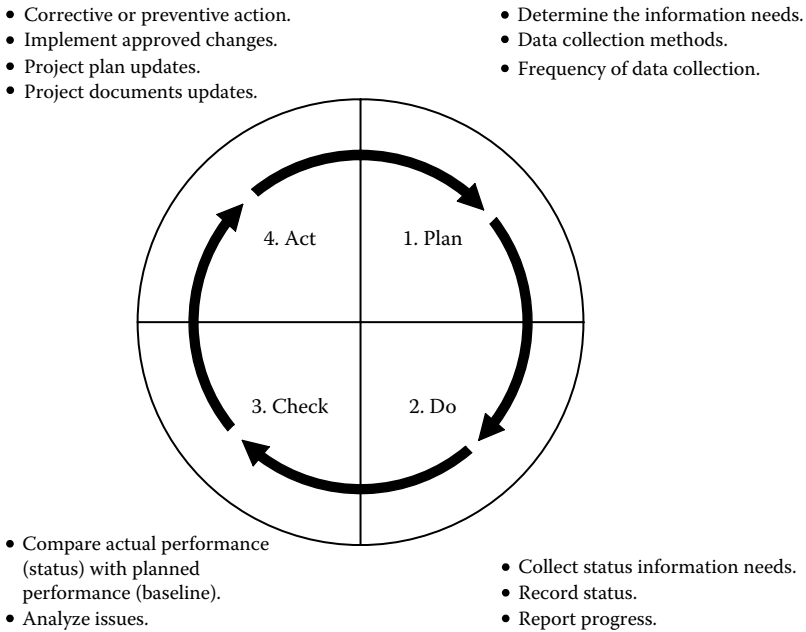 • Corrective or preventive action.
• Implement approved changes.
• Project plan updates.
• Project documents updates.
• Determine the information needs.
• Data collection methods.
• Frequency of data collection.
4. Act
1. Plan
3. Check
2. Do
• Compare actual performance
(status) with planned
performance (baseline).
• Analyze issues.
• Collect status information needs.
• Record status.
• Report progress.